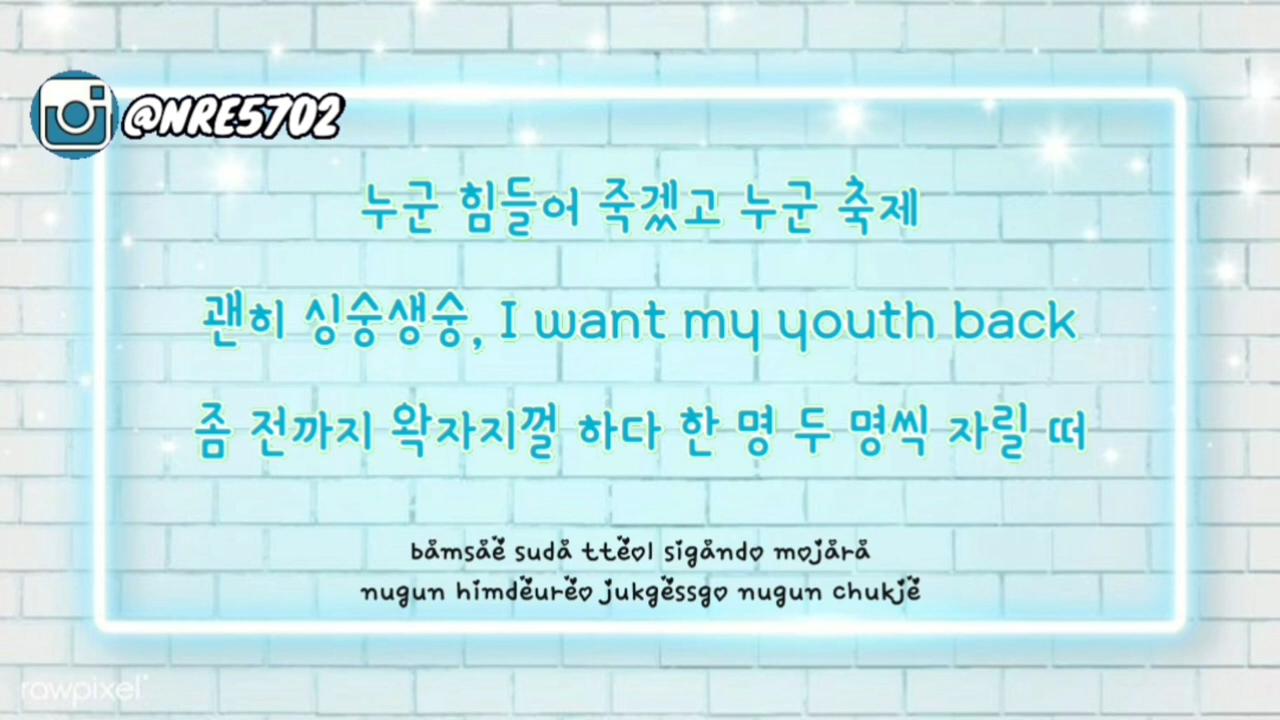 @NRE5702
누군 힘들어 죽겠고 누군 축제
괜히 싱숭생숭, I want my youth back
좀 전까지 왁자지껄 하다 한 명 두 명씩 자릴 떠
bamsae suda tteol sigando mojara
nugun himdeureo jukgessgo nugun chukje
rawpixel